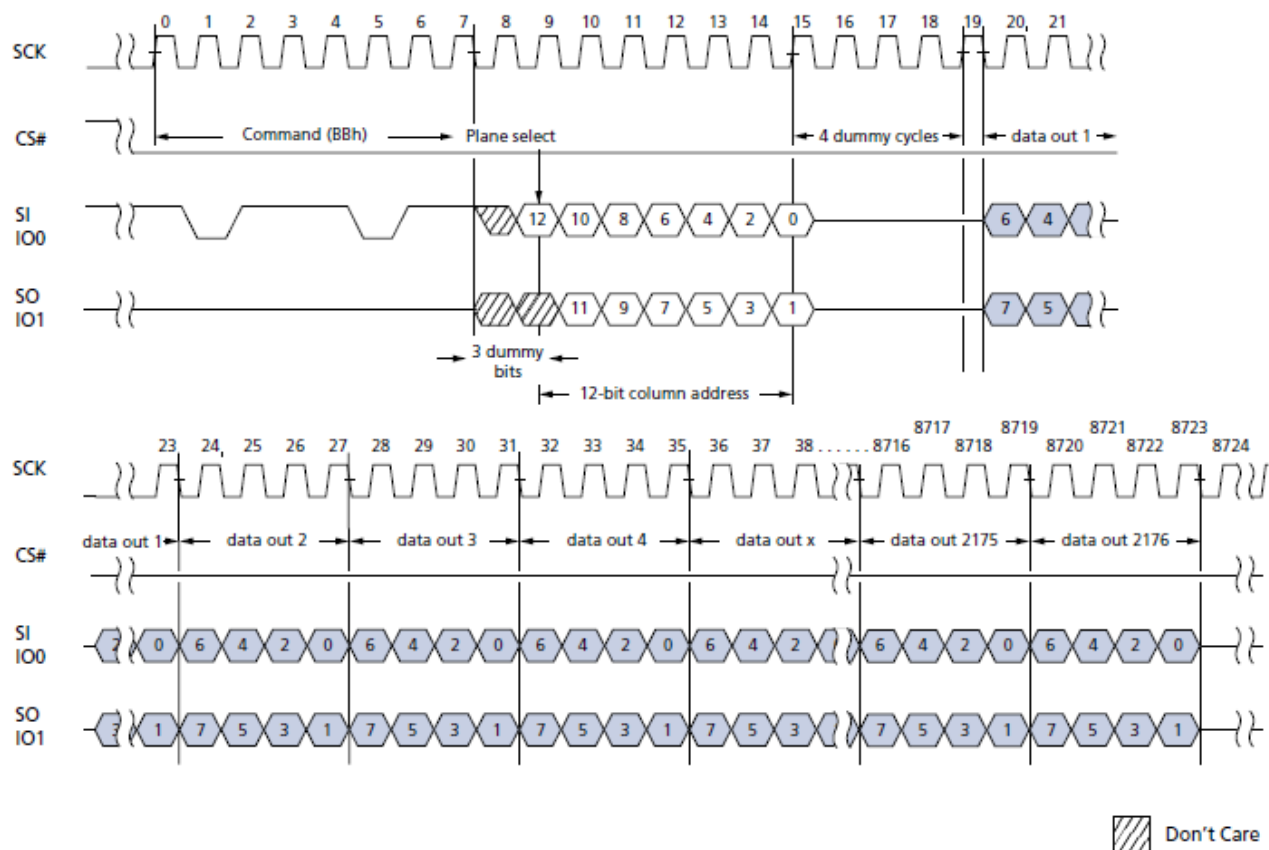 0 1 2 3 4 5 6 7 8 9 10 11 12 13 14 15 16 17 18 19 20 21
SCK
CS#
Command (BBh)
Plane select
4 dummy cycles
data out 1
SI
IO0
12 10 8 6 4 2 0
6 4
SO
IO1
11 9 7 5 3 1
7 5
3 dummy
bits
12-bit column address
23 24 25 26 27 28 29 30 31 32 33 34 35 36 37 38 ...... 8716 8717 8718 8719 8720 8721 8722 8723 8724
SCK
CS#
data out 1
data out 2
data out 3
data out 4
data out x
data out 2175
data out 2176
SI
IO0
0 6 4 2 0 6 4 2 0 6 4 2 0 6 4 2 6 4 2 0 6 4 2 0
SO
IO1
1 7 5 3 1 7 5 3 1 7 5 3 1 7 5 3 7 5 3 1 7 5 3 1
Don't Care